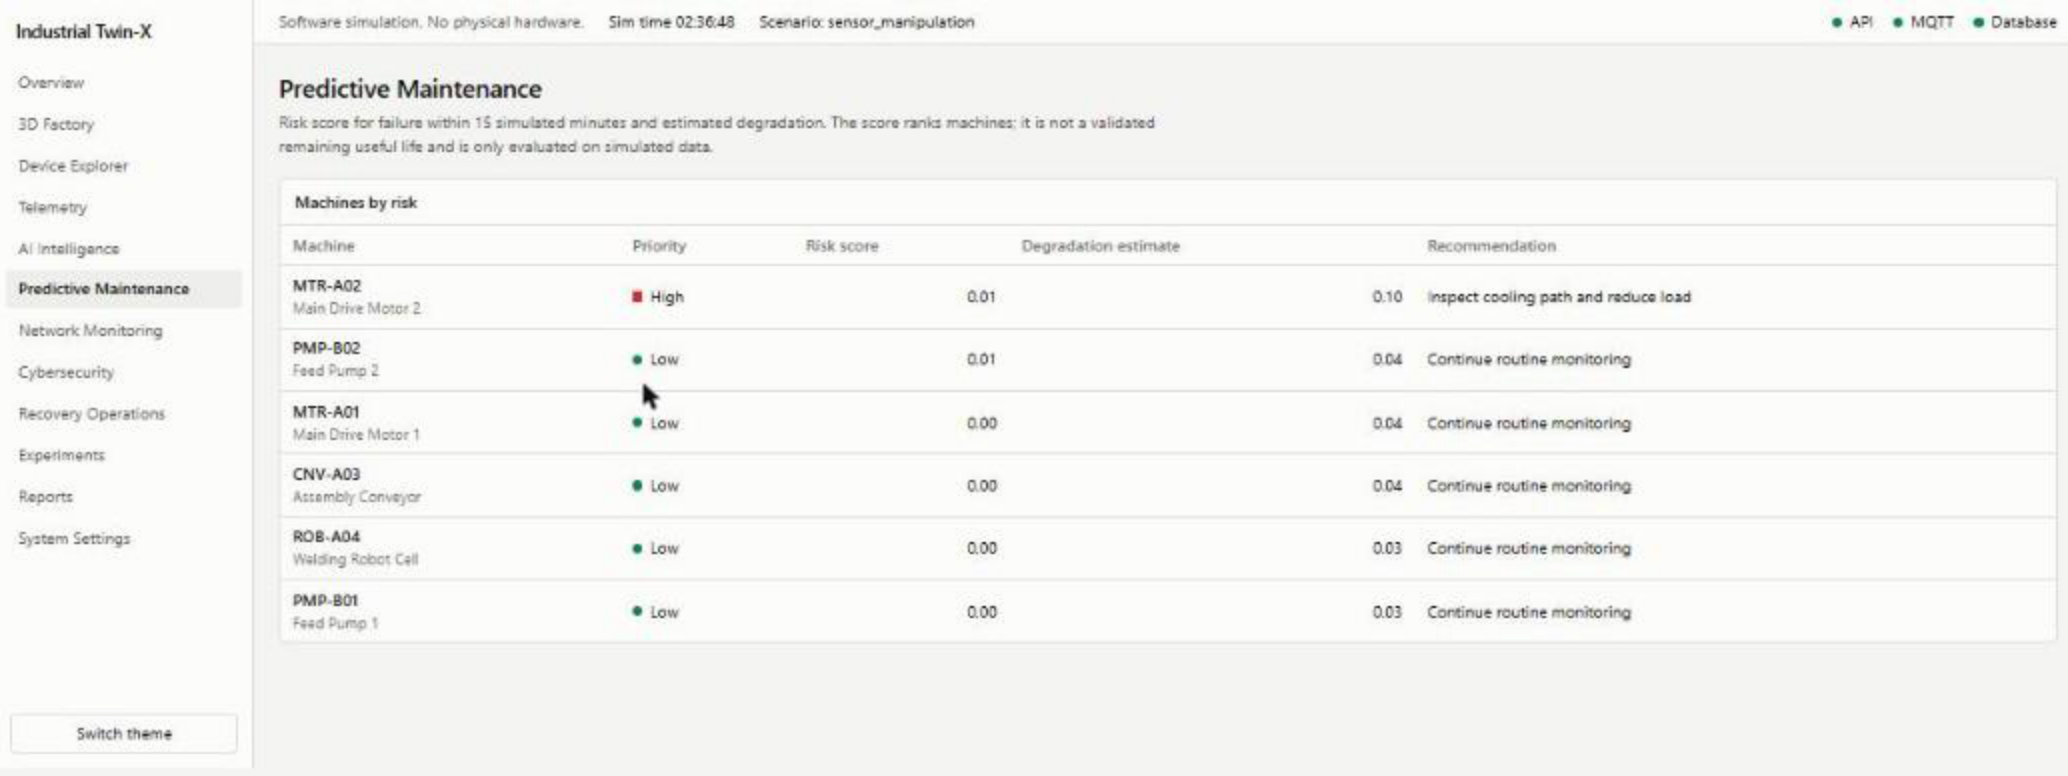 Industrial Twin-X
Software simulation. No physical hardware. Sim time 02:36:48 Scenario: sensor_manipulation
API MQTT Database
Overview
3D Factory
Device Explorer
Telemetry
AI Intelligence
Predictive Maintenance
Network Monitoring
Cybersecurity
Recovery Operations
Experiments
Reports
System Settings
Switch theme
Predictive Maintenance
Risk score for failure within 15 simulated minutes and estimated degradation. The score ranks machines; it is not a validated
remaining useful life and is only evaluated on simulated data.
Machines by risk
Machine Priority Risk score Degradation estimate Recommendation
MTR-A02
Main Drive Motor 2
High 0.01 0.10 Inspect cooling path and reduce load
PMP-B02
Feed Pump 2
Low 0.01 0.04 Continue routine monitoring
MTR-A01
Main Drive Motor 1
Low 0.00 0.04 Continue routine monitoring
CNV-A03
Assembly Conveyor
Low 0.00 0.04 Continue routine monitoring
ROB-A04
Welding Robot Cell
Low 0.00 0.03 Continue routine monitoring
PMP-B01
Feed Pump 1
Low 0.00 0.03 Continue routine monitoring